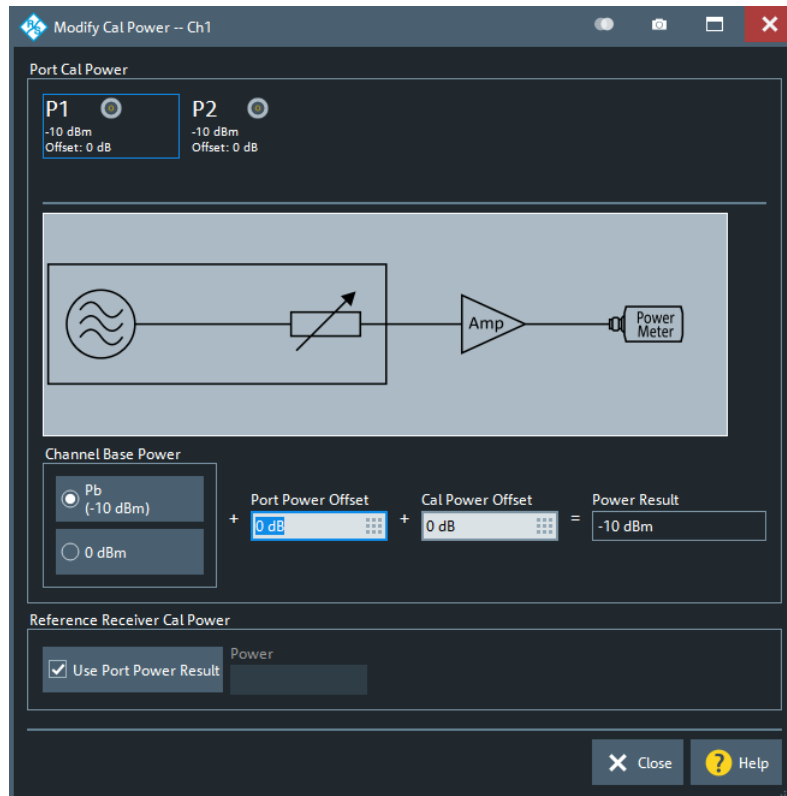 R&S
Modify Cal Power -- Ch1
Port Cal Power
P1
-10 dBm
Offset: 0 dB
P2
-10 dBm
Offset: 0 dB
Amp
Power
Meter
Channel Base Power
Pb
(-10 dBm)
0 dBm
+
Port Power Offset
0 dB
+
Cal Power Offset
0 dB
=
Power Result
-10 dBm
Reference Receiver Cal Power
Use Port Power Result
Power
Close
? Help